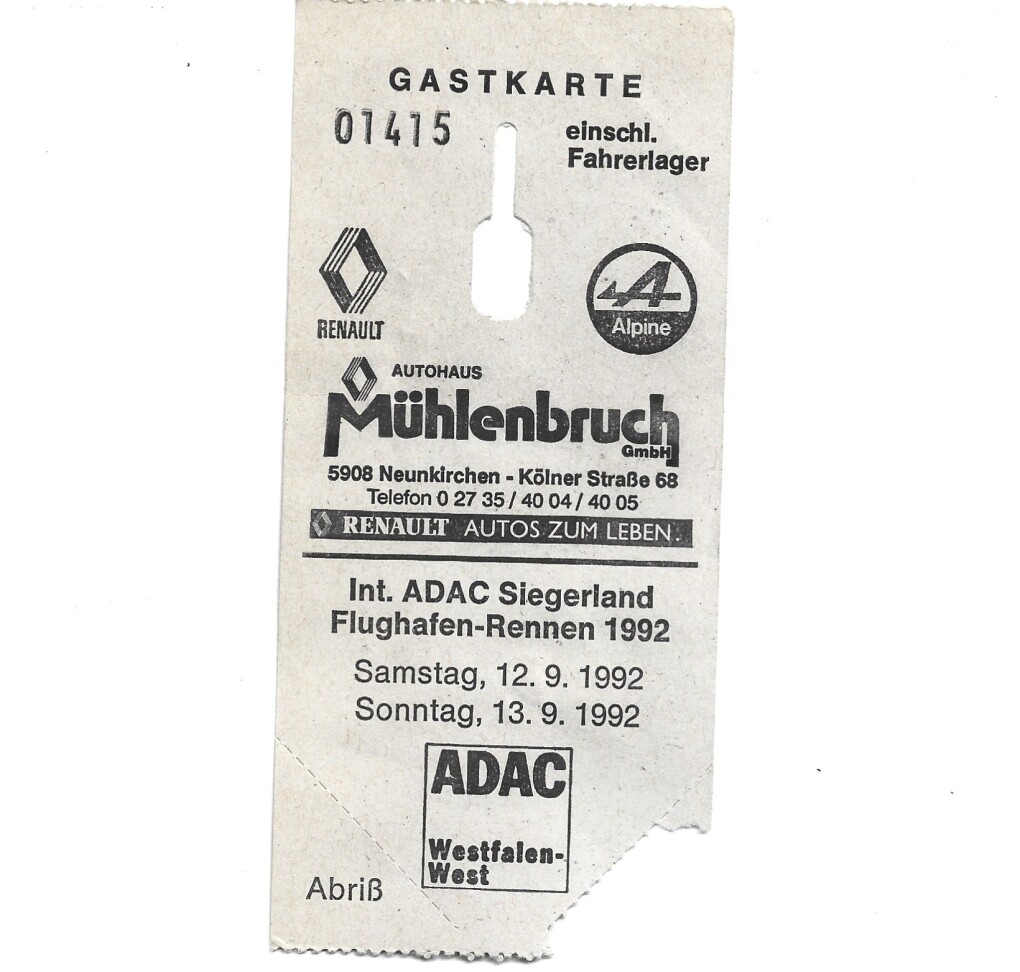 GASTKARTE
01415
einschl.
Fahrerlager
RENAULT
A
Alpine
AUTOHAUS
Mühlenbruch
GmbH
5908 Neunkirchen - Kölner Straße 68
Telefon 0 27 35 / 40 04 / 40 05
RENAULT AUTOS ZUM LEBEN.
Int. ADAC Siegerland
Flughafen-Rennen 1992
Samstag, 12. 9. 1992
Sonntag, 13. 9. 1992
ADAC
Westfalen-
West
Abriß